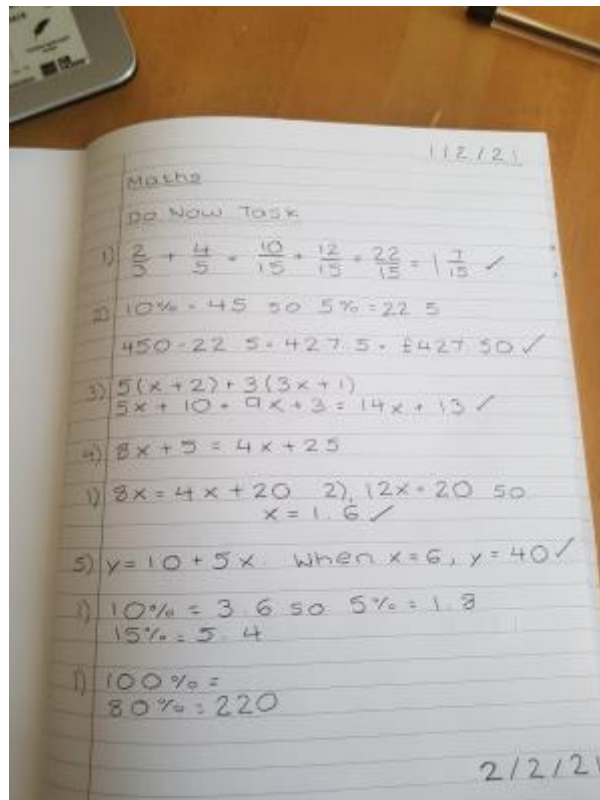 1/2/21
Maths
Do Now Task
1) 2/3 + 4/5 = 10/15 + 12/15 = 22/15 = 1 7/15 ✓
2) 10% = 45 so 5% = 22.5
450 - 22.5 = 427.5 = £427.50 ✓
3) 5(x + 2) + 3(3x + 1)
5x + 10 + 9x + 3 = 14x + 13 ✓
4) 8x + 5 = 4x + 25
1) 8x = 4x + 20 2) 12x = 20 so
x = 1.6 ✓
5) y = 10 + 5x. When x = 6, y = 40 ✓
1) 10% = 3.6 so 5% = 1.8
15% = 5.4
1) 100% =
80% = 220
2/2/21